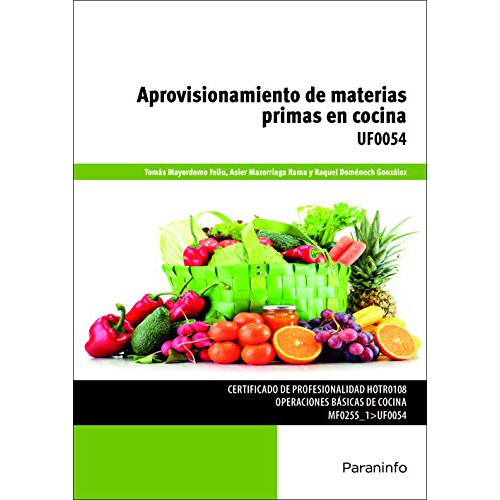 Aprovisionamiento de materias
primas en cocina
UF0054
Tomás Mayordomo Feliu, Asier Mazorriaga Rama y Raquel Doménech González
CERTIFICADO DE PROFESIONALIDAD HOTR0108
OPERACIONES BÁSICAS DE COCINA
MF0255_1>UF0054
Paraninfo